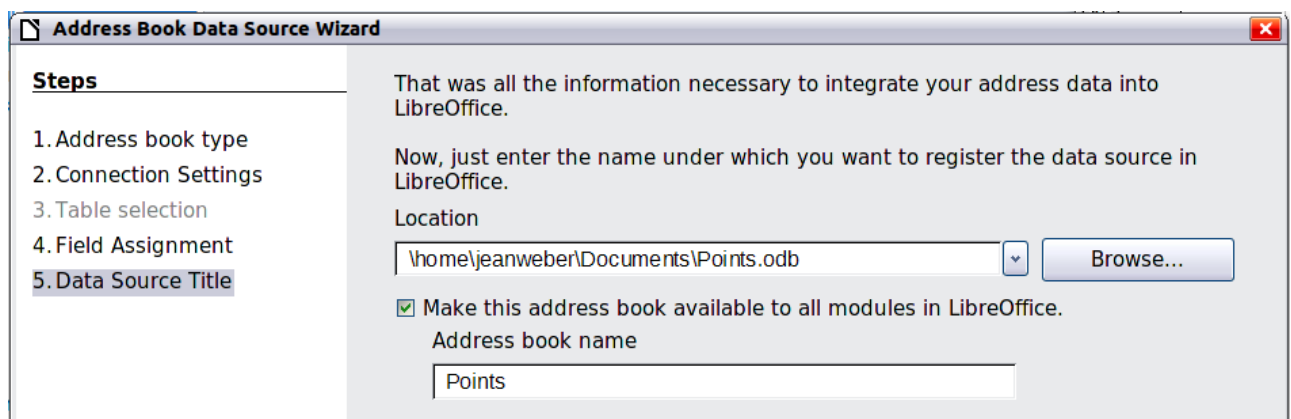 Address Book Data Source Wizard
Steps
1. Address book type
2. Connection Settings
3. Table selection
4. Field Assignment
5. Data Source Title
That was all the information necessary to integrate your address data into
LibreOffice.
Now, just enter the name under which you want to register the data source in
LibreOffice.
Location
\home\jeanweber\Documents\Points.odb
Browse...
Make this address book available to all modules in LibreOffice.
Address book name
Points